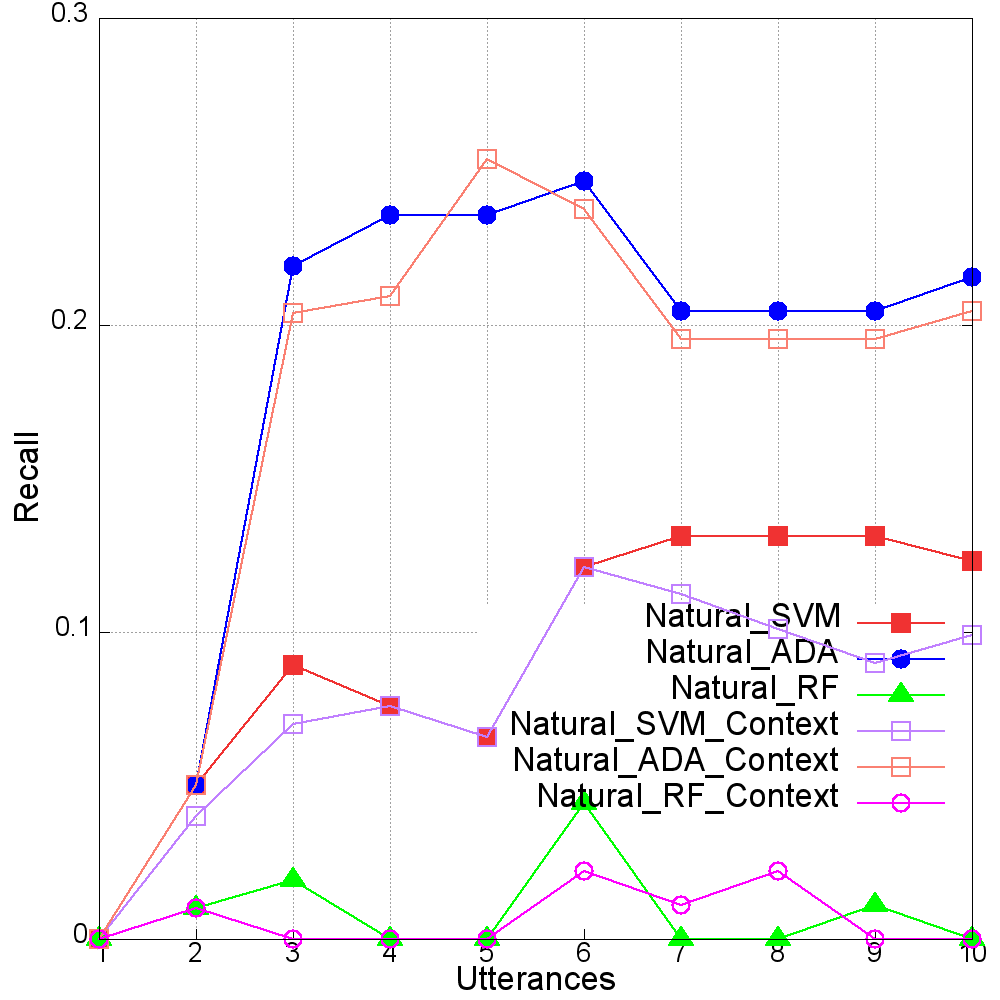 0.3
0.2
0.1
0
Recall
Natural_SVM
Natural_ADA
Natural_RF
Natural_SVM_Context
Natural_ADA_Context
Natural_RF_Context
1 2 3 4 5 6 7 8 9 10
Utterances